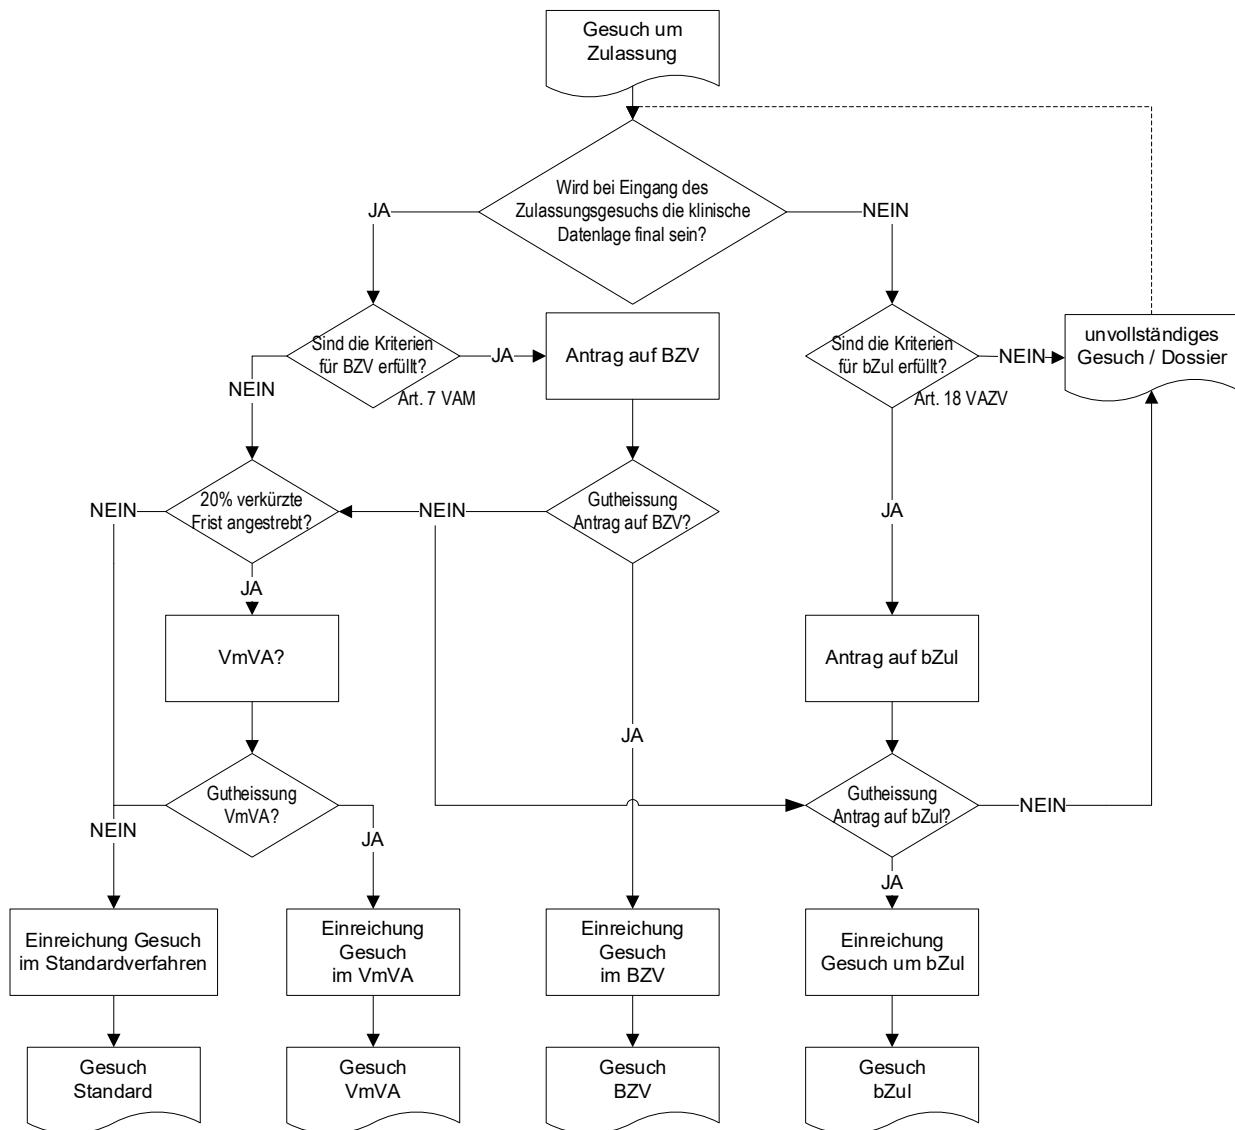 Gesuch um
Zulassung
Wird bei Eingang des
Zulassungsgesuchs die klinische
Datenlage final sein?
JA
NEIN
Sind die Kriterien
für BZV erfüllt?
Art. 7 VAM
JA
NEIN
Antrag auf BZV
Sind die Kriterien
für bZul erfüllt?
Art. 18 VAZV
NEIN
unvollständiges
Gesuch / Dossier
NEIN
20% verkürzte
Frist angestrebt?
NEIN
Gutheissung
Antrag auf BZV?
JA
JA
VmVA?
Antrag auf bZul
JA
Gutheissung
VmVA?
NEIN
JA
Gutheissung
Antrag auf bZul?
NEIN
JA
Einreichung Gesuch
im Standardverfahren
Einreichung
Gesuch
im VmVA
Einreichung
Gesuch
im BZV
Einreichung
Gesuch um bZul
Gesuch
Standard
Gesuch
VmVA
Gesuch
BZV
Gesuch
bZul